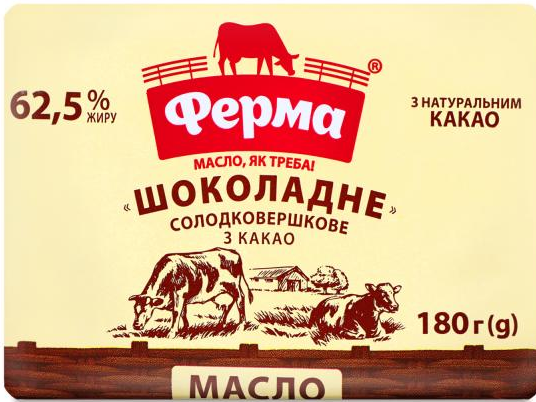 62,5 %
ЖИРУ
Ферма®
МАСЛО, ЯК ТРЕБА!
З НАТУРАЛЬНИМ
КАКАО
«ШОКОЛАДНЕ»
СОЛОДКОВЕРШКОВЕ
З КАКАО
180 г (g)
МАСЛО